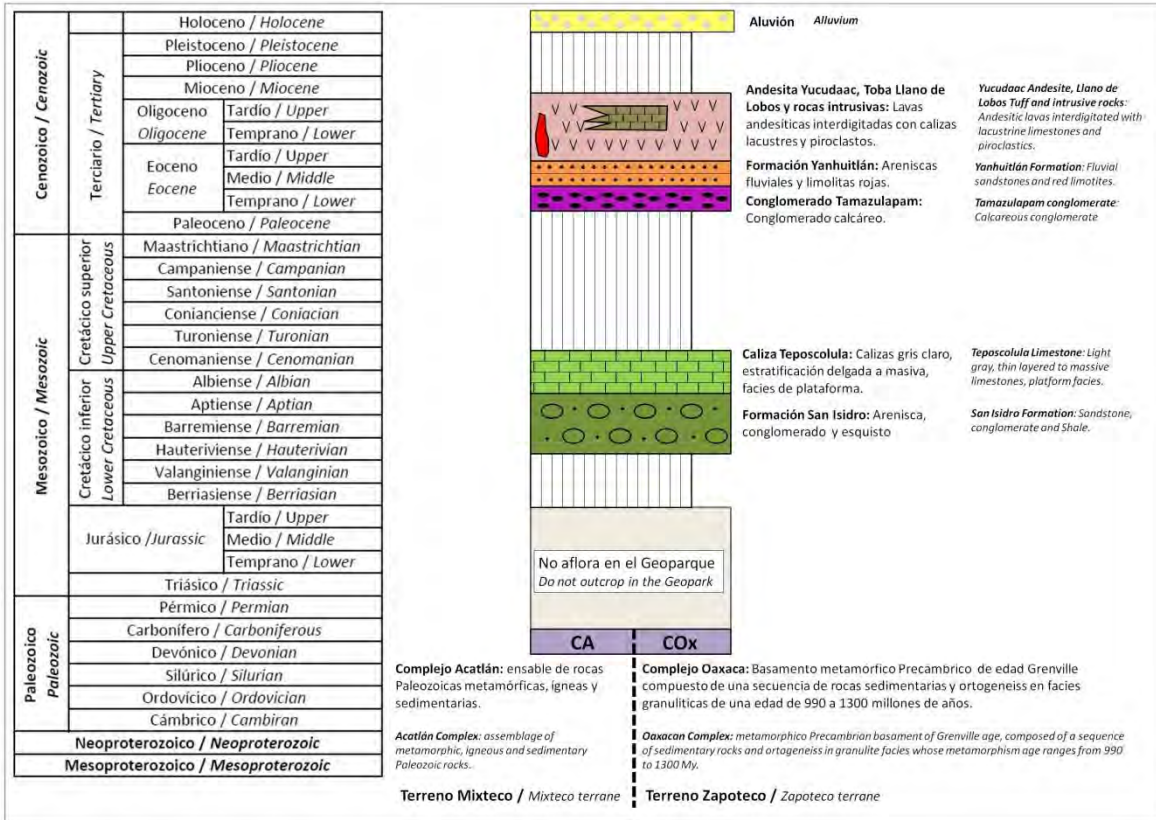 Cenozoico / Cenozoic
Terciario / Tertiary
Holoceno / Holocene
Pleistoceno / Pleistocene
Plioceno / Pliocene
Mioceno / Miocene
Oligoceno
Oligocene
Tardío / Upper
Temprano / Lower
Eoceno
Eocene
Tardío / Upper
Medio / Middle
Temprano / Lower
Paleoceno / Paleocene
Mesozoico / Mesozoic
Cretácico superior
Upper Cretaceous
Maastrichtiano / Maastrichtian
Campaniense / Campanian
Santoniense / Santonian
Conianciense / Coniacian
Turoniense / Turonian
Cenomaniense / Cenomanian
Cretácico inferior
Lower Cretaceous
Albiense / Albian
Aptiense / Aptian
Barremiense / Barremian
Hauteriviense / Hauterivian
Valanginiense / Valanginian
Berriasiense / Berriasian
Jurásico /Jurassic
Tardío / Upper
Medio / Middle
Temprano / Lower
Triásico / Triassic
Paleozoico
Paleozoic
Pérmico / Permian
Carbonífero / Carboniferous
Devónico / Devonian
Silúrico / Silurian
Ordovícico / Ordovician
Cámbrico / Cambiran
Neoproterozoico / Neoproterozoic
Mesoproterozoico / Mesoproterozoic
Aluvión
Alluvium
Andesita Yucudaac, Toba Llano de
Lobos y rocas intrusivas: Lavas
andesíticas interdigitadas con calizas
lacustres y piroclastos.
Yucudaac Andesite, Llano de
Lobos Tuff and intrusive rocks:
Andesitic lavas interdigitated with
lacustrine limestones and
piroclastics.
Formación Yanhuitlán: Areniscas
fluviales y limolitas rojas.
Yanhuitlán Formation: Fluvial
sandstones and red limotites.
Conglomerado Tamazulapam:
Conglomerado calcáreo.
Tamazulapam conglomerate:
Calcareous conglomerate
Caliza Teposcolula: Calizas gris claro,
estratificación delgada a masiva,
facies de plataforma.
Teposcolula Limestone: Light
gray, thin layered to massive
limestones, platform facies.
Formación San Isidro: Arenisca,
conglomerado y esquisto
San Isidro Formation: Sandstone,
conglomerate and Shale.
No aflora en el Geoparque
Do not outcrop in the Geopark
CA
COx
Complejo Acatlán: ensable de rocas
Paleozoicas metamórficas, ígneas y
sedimentarias.
Acatlán Complex: assemblage of
metamorphic, igneous and sedimentary
Paleozoic rocks.
Terreno Mixteco / Mixteco terrane
Complejo Oaxaca: Basamento metamorfico Precambrico de edad Grenville
compuesto de una secuencia de rocas sedimentarias y ortogeneiss en facies
granuliticas de una edad de 990 a 1300 millones de años.
Oaxacan Complex: metamorphico Precambrian basament of Grenville age, composed of a sequence
of sedimentary rocks and ortogeneiss in granulite facies whose metamorphism age ranges from 990
to 1300 My.
Terreno Zapoteco / Zapoteco terrane